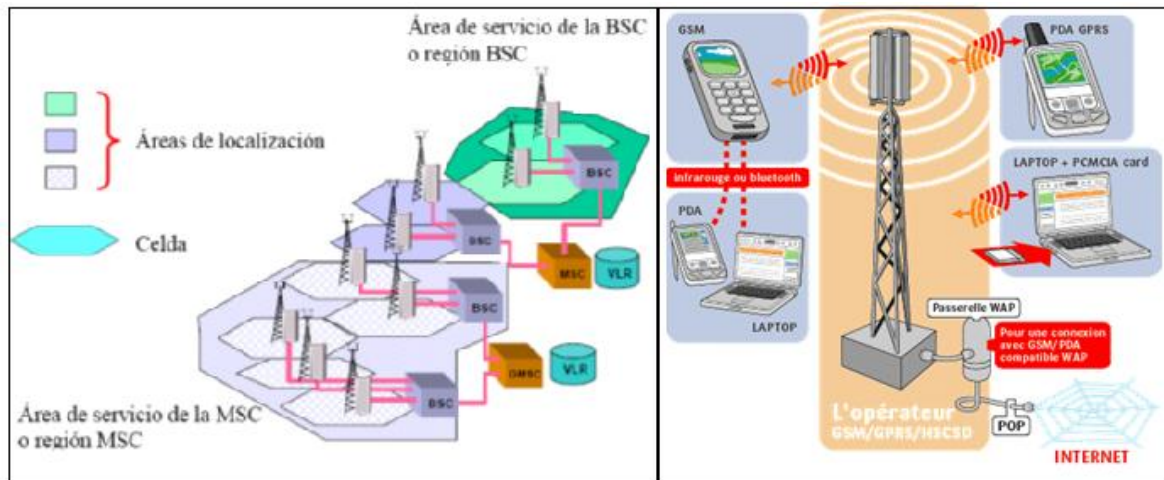 Área de servicio de la BSC
o región BSC
Áreas de localización
Celda
BSC
BSC
MSC
VLR
BSC
GMSC
VLR
BSC
Área de servicio de la MSC
o región MSC
GSM
PDA GPRS
infrarouge ou bluetooth
PDA
LAPTOP
LAPTOP + PCMCIA card
Passerelle WAP
Pour une connexion
avec GSM/PDA
compatible WAP
L'opérateur
GSM/GPRS/HSCSD
POP
INTERNET